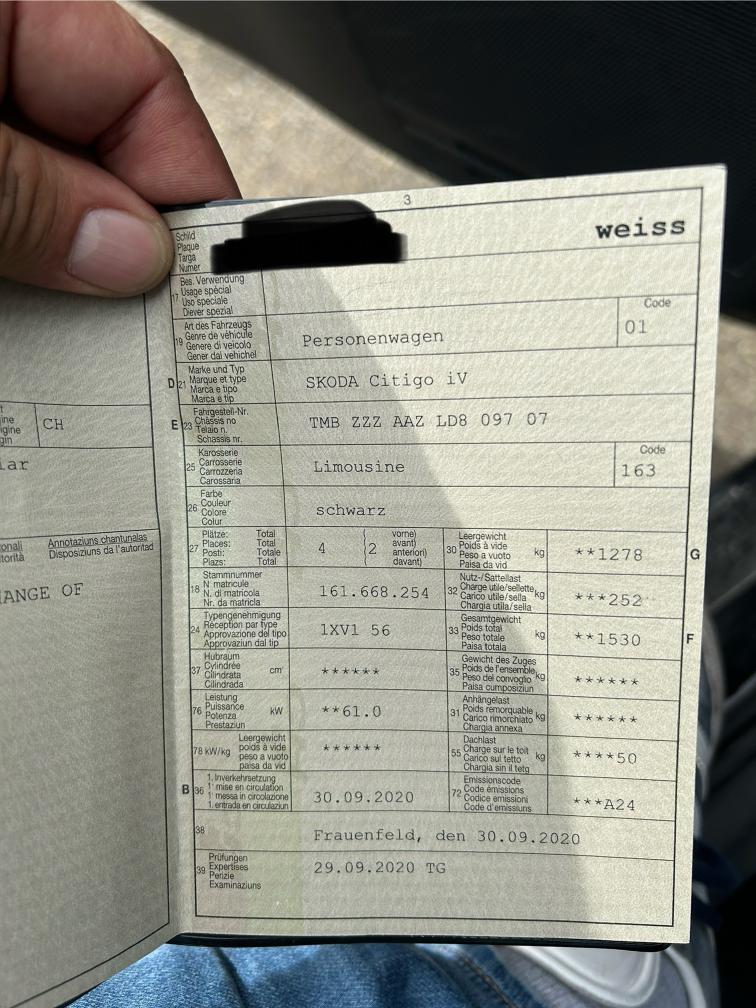 3
Schild
Plaque
Targa
Numer
weiss
17 Bes. Verwendung
Usage spécial
Uso speciale
Diever spezial
19 Art des Fahrzeugs
Genre de véhicule
Genere di veicolo
Gener dal vehichel
Personenwagen
Code
01
D 21 Marke und Typ
Marque et type
Marca e tipo
Marca e tip
SKODA Citigo iV
E 23 Fahrgestell-Nr.
Châssis no
Telaio n.
Schassis nr.
TMB ZZZ AAZ LD8 097 07
25 Karosserie
Carrosserie
Carrozzeria
Carossaria
Limousine
Code
163
26 Farbe
Couleur
Colore
Colur
schwarz
27 Plätze: Total
Places: Total
Posti: Totale
Plazs: Total
4
(2 vorne)
avant)
anteriori)
davant)
30 Leergewicht
Poids à vide
Peso a vuoto
Paisa da vid
kg
**1278
G
18 Stammnummer
N° matricule
N. di matricola
Nr. da matricla
161.668.254
32 Nutz-/Sattellast
Charge utile/sellette
Carico utile/sella
Chargia utila/sella
kg
***252
24 Typengenehmigung
Réception par type
Approvazione del tipo
Approvaziun dal tip
1XV1 56
33 Gesamtgewicht
Poids total
Peso totale
Paisa totala
kg
**1530
F
37 Hubraum
Cylindrée
Cilindrata
Cilindrada
cm³
******
35 Gewicht des Zuges
Poids de l'ensemble
Peso del convoglio
Paisa cumposiziun
kg
******
76 Leistung
Puissance
Potenza
Prestaziun
kW
**61.0
31 Anhängelast
Poids remorquable
Carico rimorchiato
Chargia annexa
kg
******
78 kW/kg Leergewicht
poids à vide
peso a vuoto
paisa da vid
******
55 Dachlast
Charge sur le toit
Carico sul tetto
Chargia sin il tetg
kg
****50
B 36 1. Inverkehrsetzung
1re mise en circulation
1a messa in circolazione
1. entrada en circulaziun
30.09.2020
72 Emissionscode
Code émissions
Codice emissioni
Code d'emissiuns
***A24
38
Frauenfeld, den 30.09.2020
39 Prüfungen
Expertises
Perizie
Examinaziuns
29.09.2020 TG
CH
Annotaziuns chantunalas
Disposiziuns da l'autoritad
ANGE OF